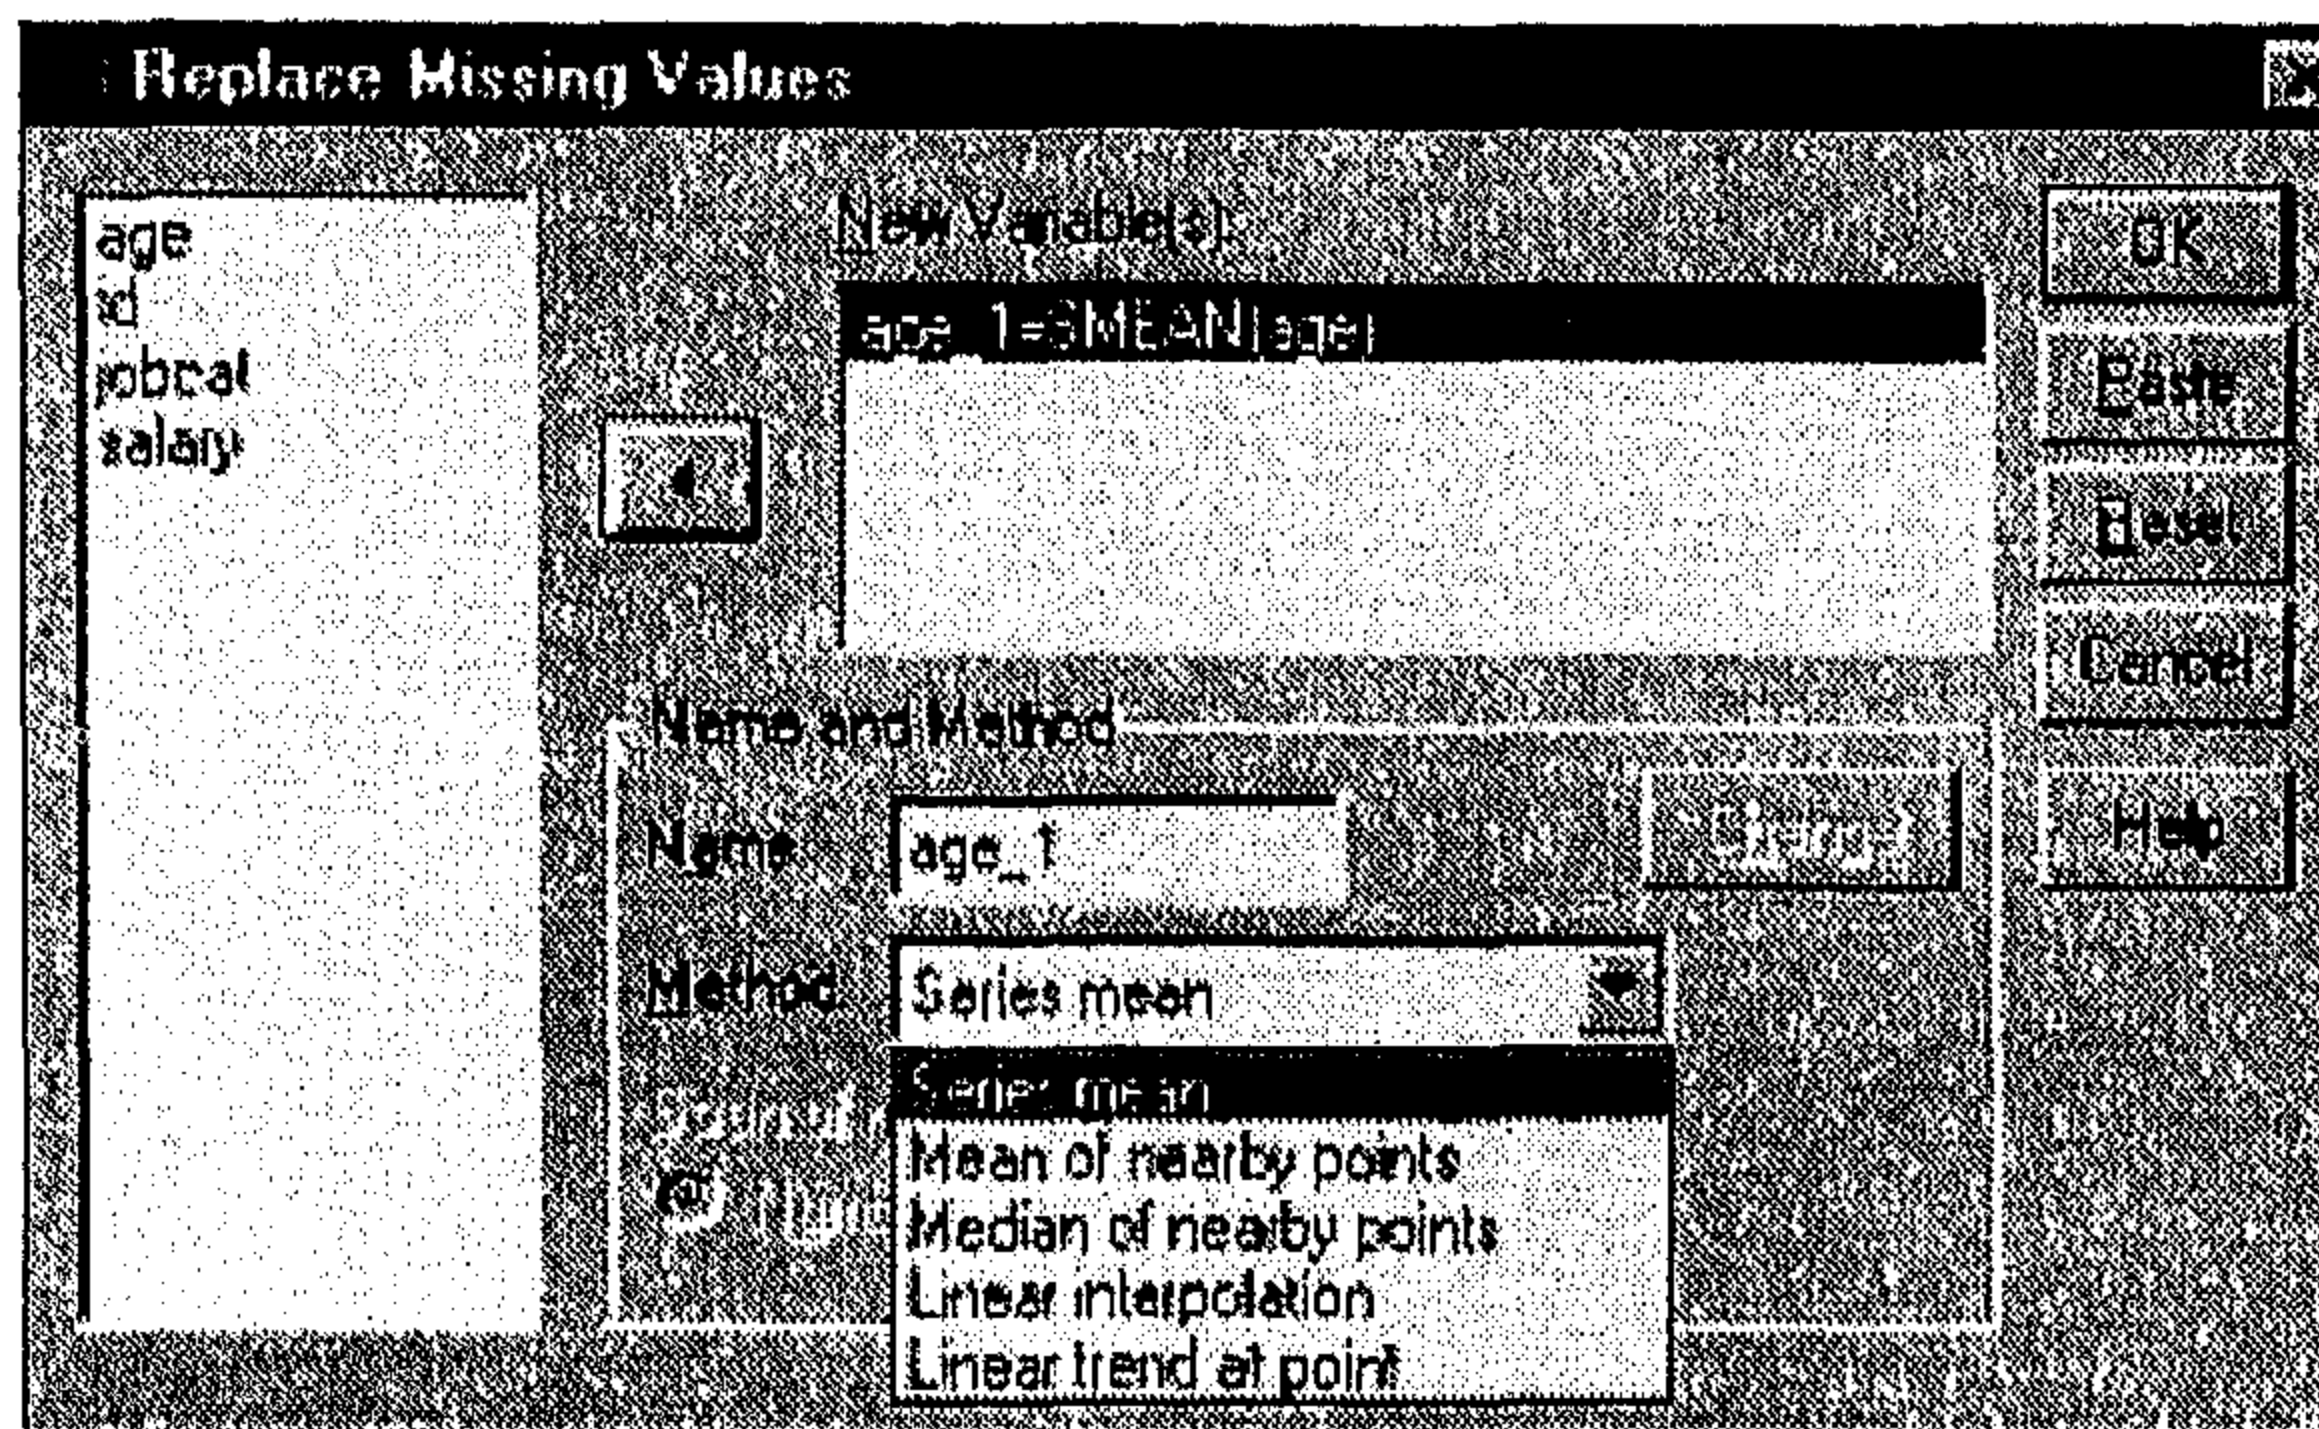 Replace Missing Values
age
id
jobcat
salary
New Variable(s):
age_1=SMEAN(age)
OK
Paste
Reset
Cancel
Help
Name and Method
Name
age_1
Change
Method
Series mean
Series mean
Mean of nearby points
Median of nearby points
Linear interpolation
Linear trend at point